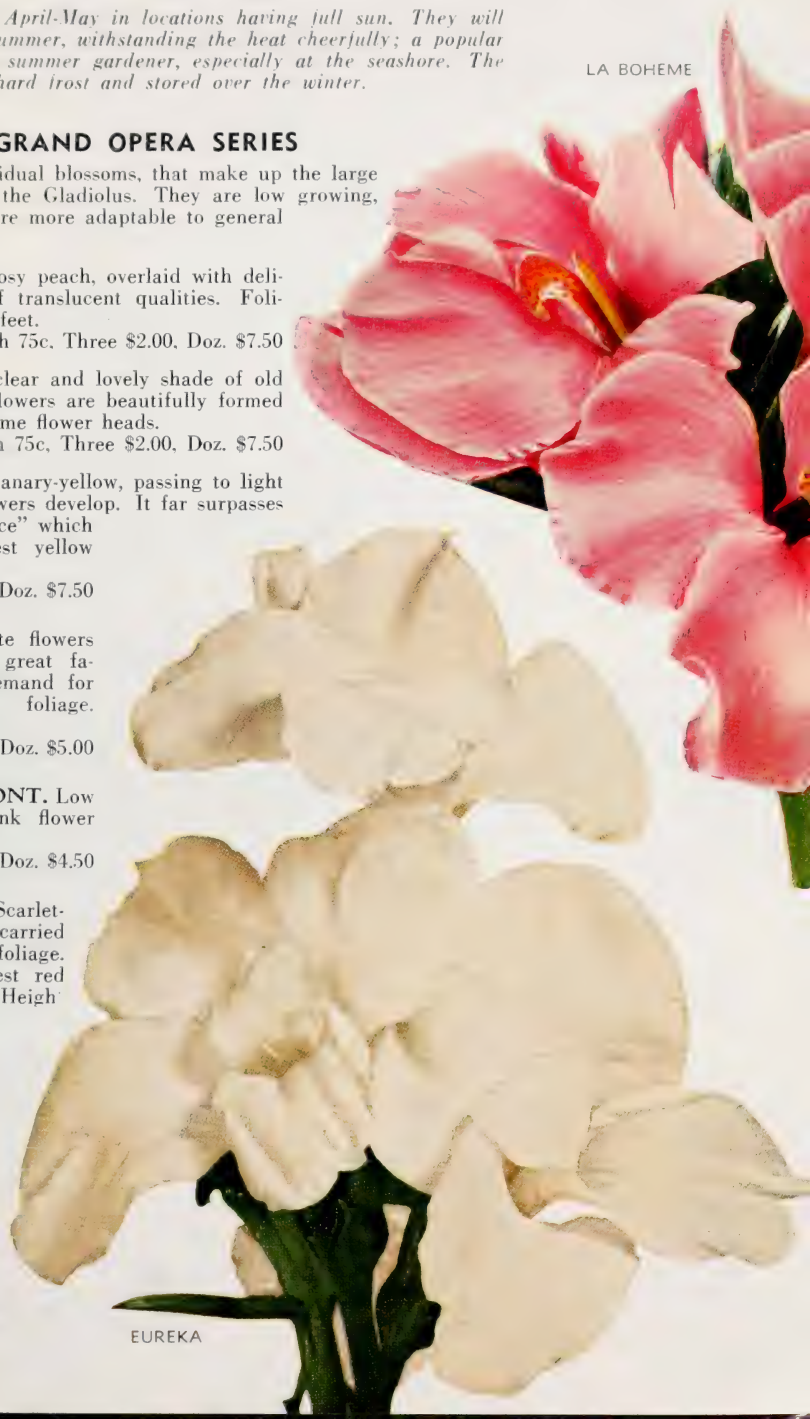 April-May in locations having full sun. They will
ummer, withstanding the heat cheerfully; a popular
summer gardener, especially at the seashore. The
hard frost and stored over the winter.
LA BOHEME
GRAND OPERA SERIES
idual blossoms, that make up the large
the Gladiolus. They are low growing,
re more adaptable to general
osy peach, overlaid with deli-
f translucent qualities. Foli-
feet.
h 75c, Three $2.00, Doz. $7.50
clear and lovely shade of old
lowers are beautifully formed
me flower heads.
h 75c, Three $2.00, Doz. $7.50
anary-yellow, passing to light
wers develop. It far surpasses
ce” which
est yellow
Doz. $7.50
te flowers
great fa-
emand for
foliage.
Doz. $5.00
ONT. Low
nk flower
Doz. $4.50
Scarlet-
carried
foliage.
est red
Heigh
EUREKA